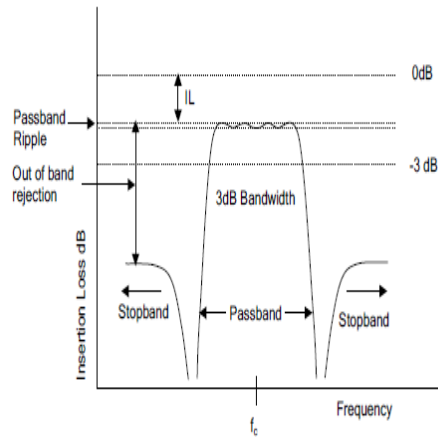 0dB
IL
Passband
Ripple
-3 dB
Out of band
rejection
3dB Bandwidth
Insertion Loss dB
Stopband
Passband
Stopband
fc
Frequency